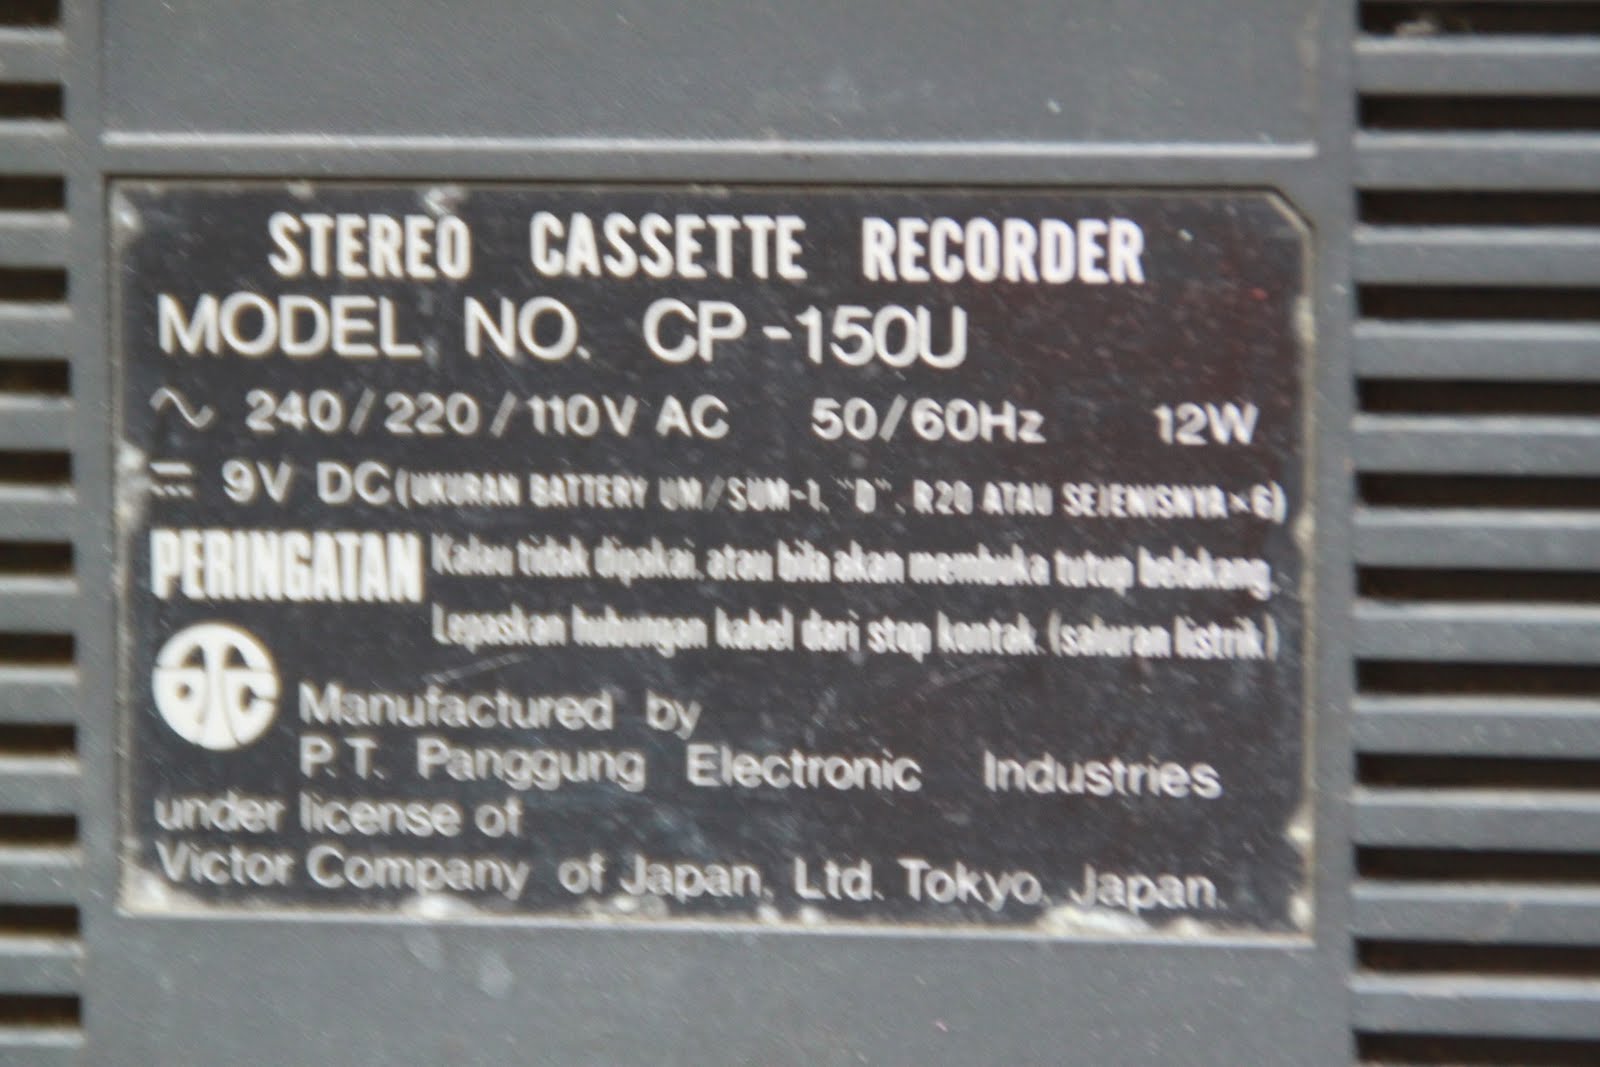 STEREO CASSETTE RECORDER
MODEL NO. CP-150U
~ 240/220/110V AC 50/60Hz 12W
⎓ 9V DC (UKURAN BATTERY UM/SUM-1, "D", R20 ATAU SEJENISNYA×6)
PERINGATAN Kalau tidak dipakai, atau bila akan membuka tutup belakang.
Lepaskan hubungan kabel dari stop kontak. (saluran listrik)
Manufactured by
P.T. Panggung Electronic Industries
under license of
Victor Company of Japan, Ltd. Tokyo, Japan.